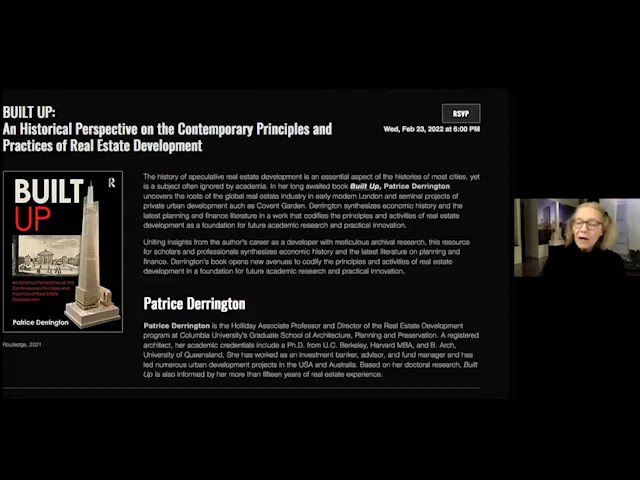 BUILT UP:
An Historical Perspective on the Contemporary Principles and
Practices of Real Estate Development
RSVP
Wed, Feb 23, 2022 at 6:00 PM
BUILT
UP
R
An Historical Perspective on the
Contemporary Principles and
Practices of Real Estate
Development
Patrice Derrington
Routledge, 2021
The history of speculative real estate development is an essential aspect of the histories of most cities, yet
is a subject often ignored by academia. In her long awaited book Built Up, Patrice Derrington
uncovers the roots of the global real estate industry in early modern London and seminal projects of
private urban development such as Covent Garden. Derrington synthesizes economic history and the
latest planning and finance literature in a work that codifies the principles and activities of real estate
development as a foundation for future academic research and practical innovation.
Uniting insights from the author's career as a developer with meticulous archival research, this resource
for scholars and professionals synthesizes economic history and the latest literature on planning and
finance. Derrington's book opens new avenues to codify the principles and activities of real estate
development in a foundation for future academic research and practical innovation.
Patrice Derrington
Patrice Derrington is the Holliday Associate Professor and Director of the Real Estate Development
program at Columbia University's Graduate School of Architecture, Planning and Preservation. A registered
architect, her academic credentials include a Ph.D. from U.C. Berkeley, Harvard MBA, and B. Arch,
University of Queensland. She has worked as an investment banker, advisor, and fund manager and has
led numerous urban development projects in the USA and Australia. Based on her doctoral research, Built
Up is also informed by her more than fifteen years of real estate experience.